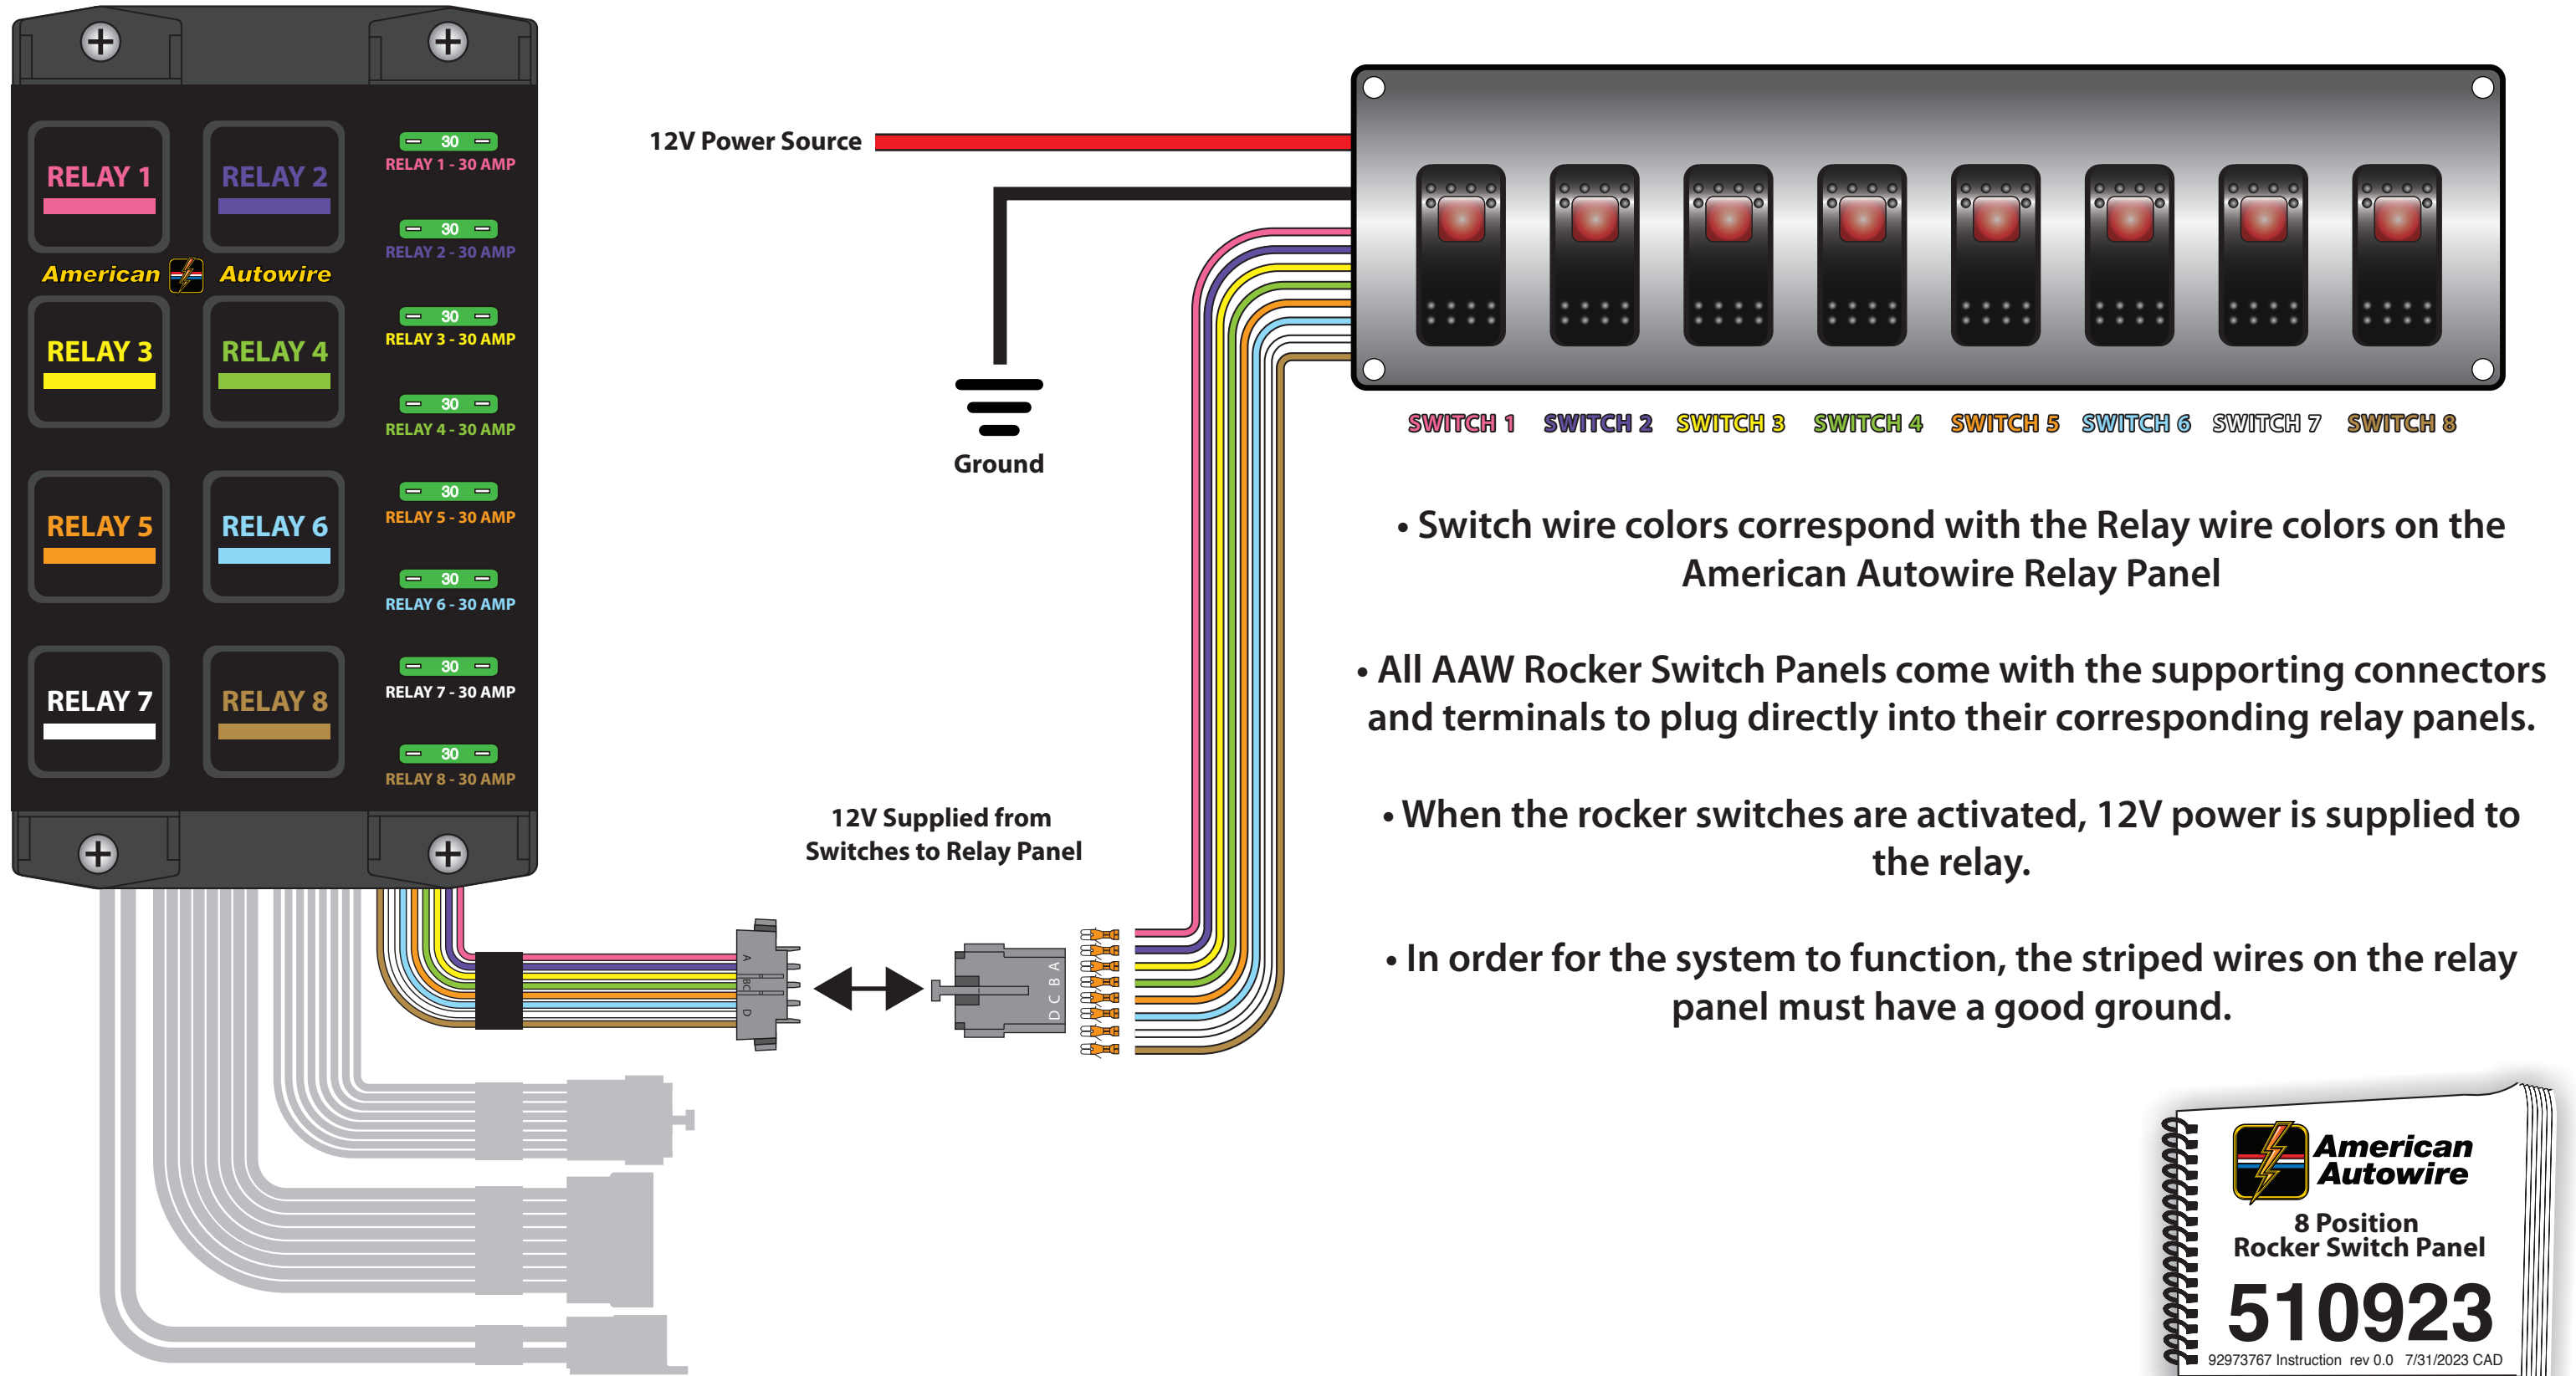 RELAY 1
RELAY 2
American Autowire
RELAY 3
RELAY 4
RELAY 5
RELAY 6
RELAY 7
RELAY 8
30
RELAY 1 - 30 AMP
30
RELAY 2 - 30 AMP
30
RELAY 3 - 30 AMP
30
RELAY 4 - 30 AMP
30
RELAY 5 - 30 AMP
30
RELAY 6 - 30 AMP
30
RELAY 7 - 30 AMP
30
RELAY 8 - 30 AMP
12V Power Source
Ground
SWITCH 1 SWITCH 2 SWITCH 3 SWITCH 4 SWITCH 5 SWITCH 6 SWITCH 7 SWITCH 8
• Switch wire colors correspond with the Relay wire colors on the
American Autowire Relay Panel
• All AAW Rocker Switch Panels come with the supporting connectors
and terminals to plug directly into their corresponding relay panels.
• When the rocker switches are activated, 12V power is supplied to
the relay.
• In order for the system to function, the striped wires on the relay
panel must have a good ground.
12V Supplied from
Switches to Relay Panel
A
BC
D
D C B A
American
Autowire
8 Position
Rocker Switch Panel
510923
92973767 Instruction rev 0.0 7/31/2023 CAD